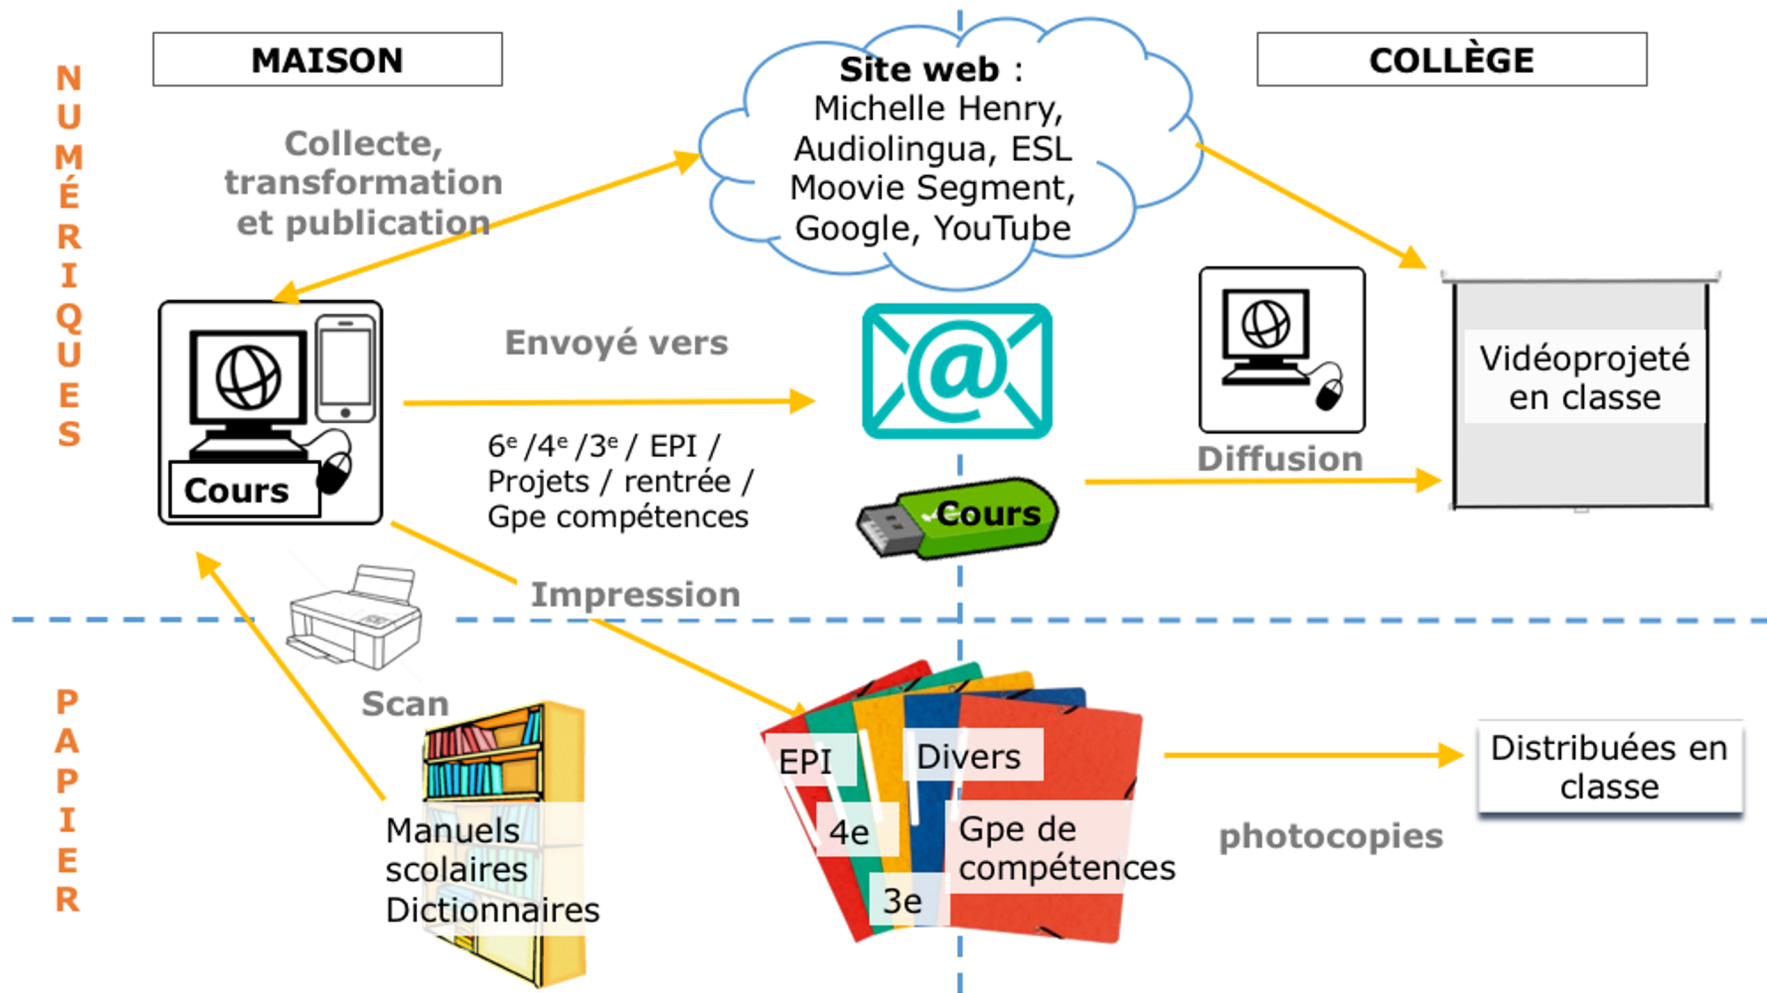 MAISON
COLLÈGE
NUMÉRIQUES
Site web :
Michelle Henry,
Audiolingua, ESL
Moovie Segment,
Google, YouTube
Collecte,
transformation
et publication
Cours
Envoyé vers
6ᵉ /4ᵉ /3ᵉ / EPI /
Projets / rentrée /
Gpe compétences
@
Cours
Diffusion
Vidéoprojeté
en classe
Impression
PAPIER
Scan
Manuels
scolaires
Dictionnaires
EPI
Divers
4e
Gpe de
compétences
3e
photocopies
Distribuées en
classe